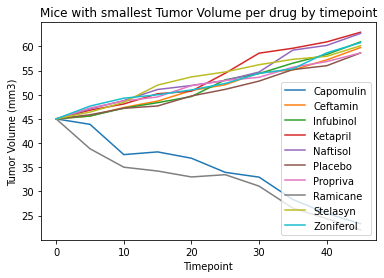 Mice with smallest Tumor Volume per drug by timepoint
Tumor Volume (mm3)
60
55
50
45
40
35
30
25
0
10
20
30
40
Timepoint
Capomulin
Ceftamin
Infubinol
Ketapril
Naftisol
Placebo
Propriva
Ramicane
Stelasyn
Zoniferol